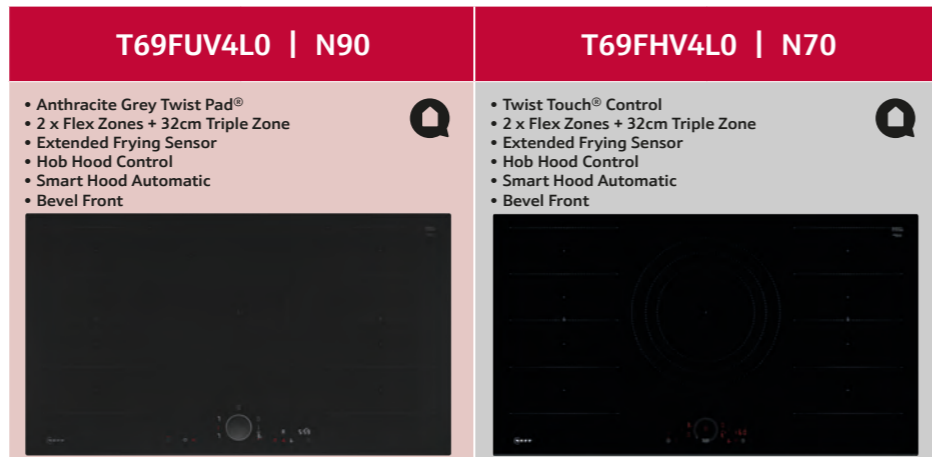 T69FUV4L0 | N90
• Anthracite Grey Twist Pad®
• 2 x Flex Zones + 32cm Triple Zone
• Extended Frying Sensor
• Hob Hood Control
• Smart Hood Automatic
• Bevel Front
T69FHV4L0 | N70
• Twist Touch® Control
• 2 x Flex Zones + 32cm Triple Zone
• Extended Frying Sensor
• Hob Hood Control
• Smart Hood Automatic
• Bevel Front